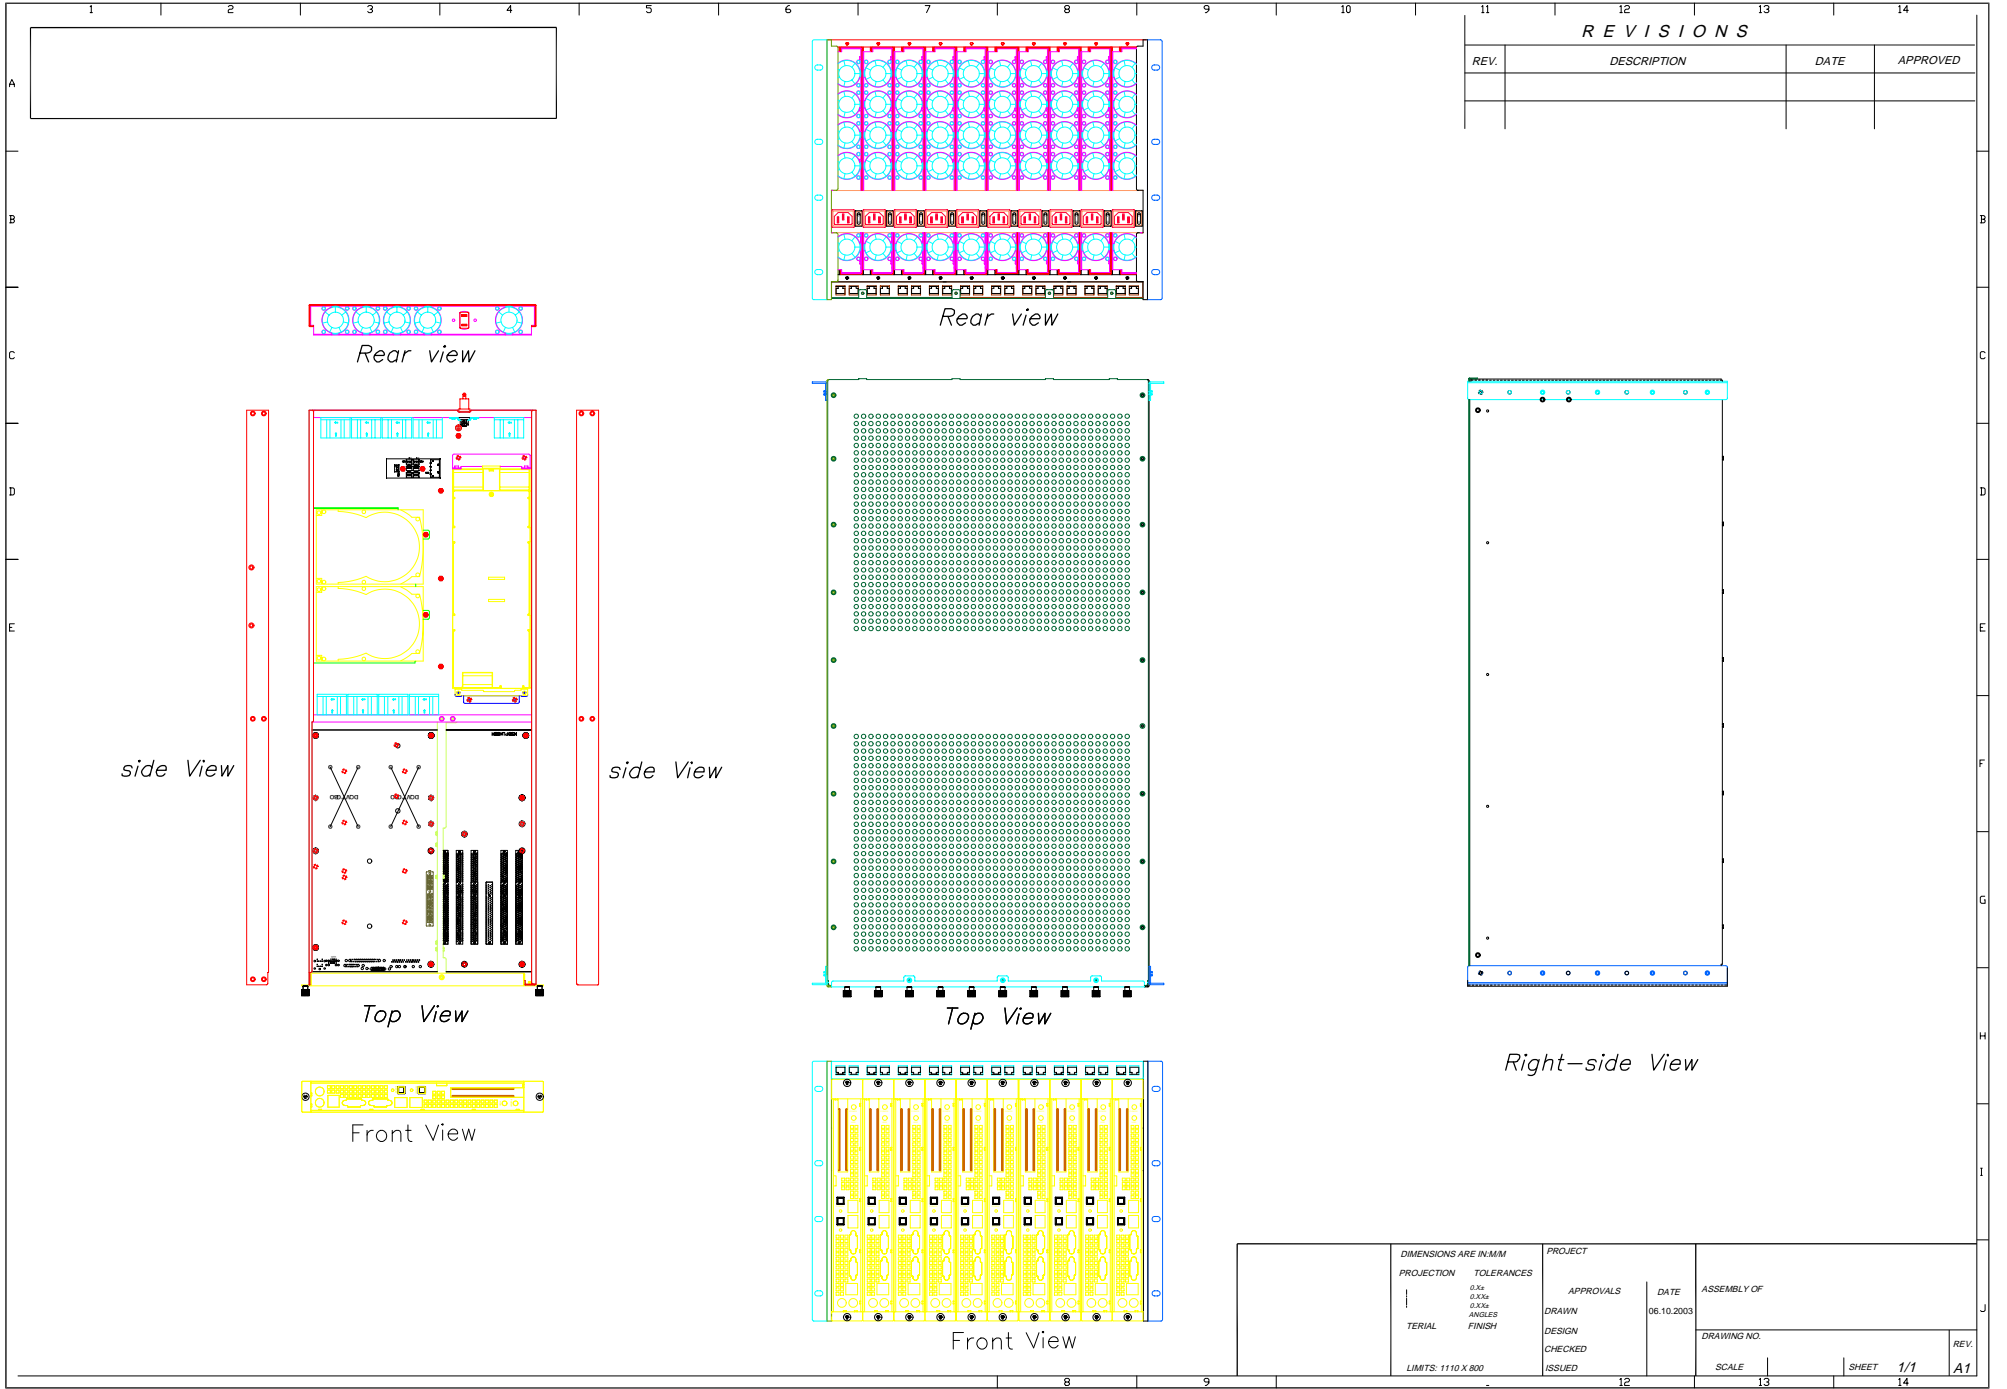 1 2 3 4 5 6 7 8 9 10 11 12 13 14
REVISIONS
REV. DESCRIPTION DATE APPROVED
A
B B
Rear view
Rear view
C C
D D
E E
F F
side View side View
G G
Top View Top View
H H
Right-side View
Front View
I I
Front View
DIMENSIONS ARE IN:M/M PROJECT
PROJECTION TOLERANCES
0.X±
0.XX±
0.XX±
ANGLES
APPROVALS DATE ASSEMBLY OF
DRAWN 06.10.2003
J J
TERIAL FINISH
DESIGN
DRAWING NO.
CHECKED
REV.
LIMITS: 1110 X 800 ISSUED
SCALE SHEET 1/1 A1
8 9 12 13 14